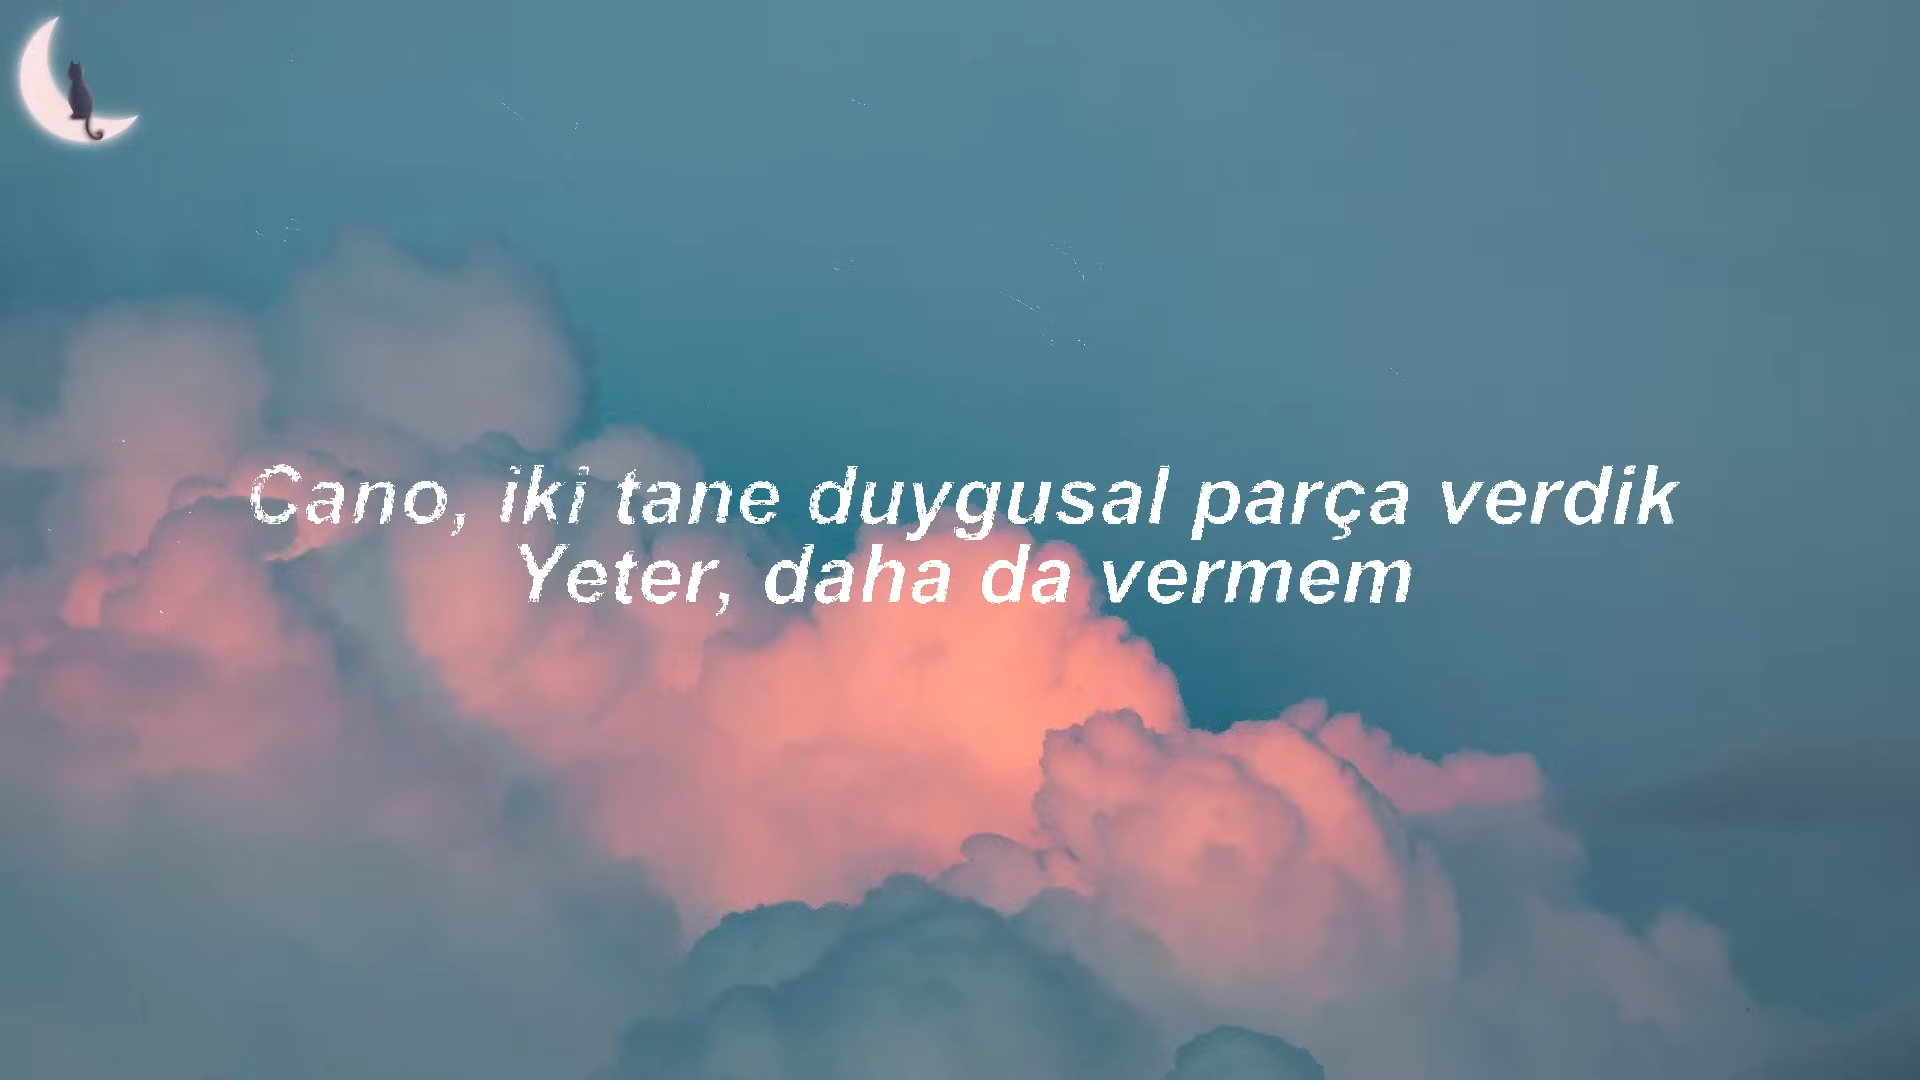 Cano, iki tane duygusal parça verdik
Yeter, daha da vermem